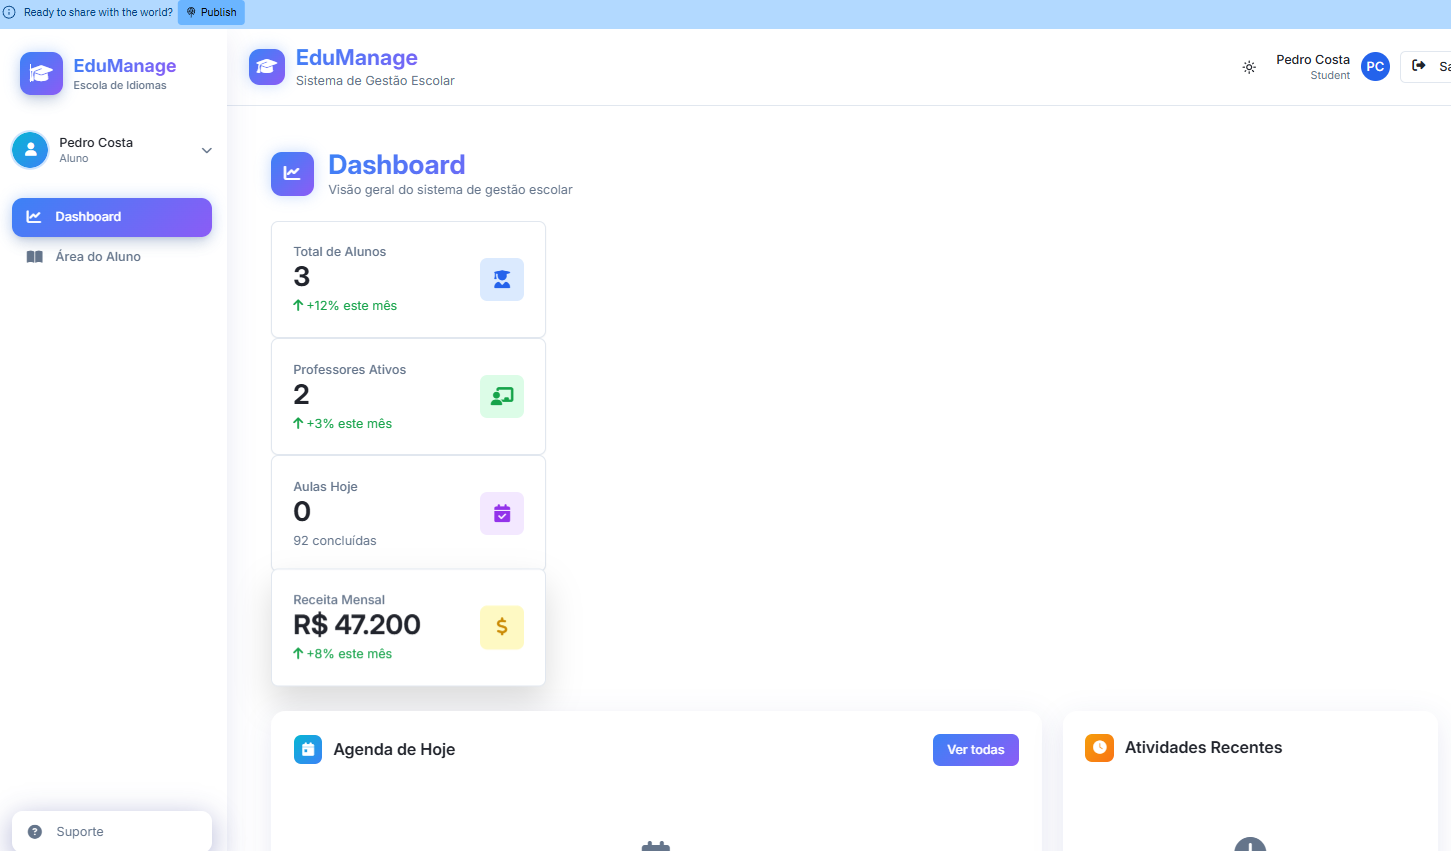 Ready to share with the world? Publish
EduManage
Escola de Idiomas
EduManage
Sistema de Gestão Escolar
Pedro Costa
Student
PC
Sa
Pedro Costa
Aluno
Dashboard
Área do Aluno
Suporte
Dashboard
Visão geral do sistema de gestão escolar
Total de Alunos
3
+12% este mês
Professores Ativos
2
+3% este mês
Aulas Hoje
0
92 concluídas
Receita Mensal
R$ 47.200
+8% este mês
Agenda de Hoje
Ver todas
Atividades Recentes